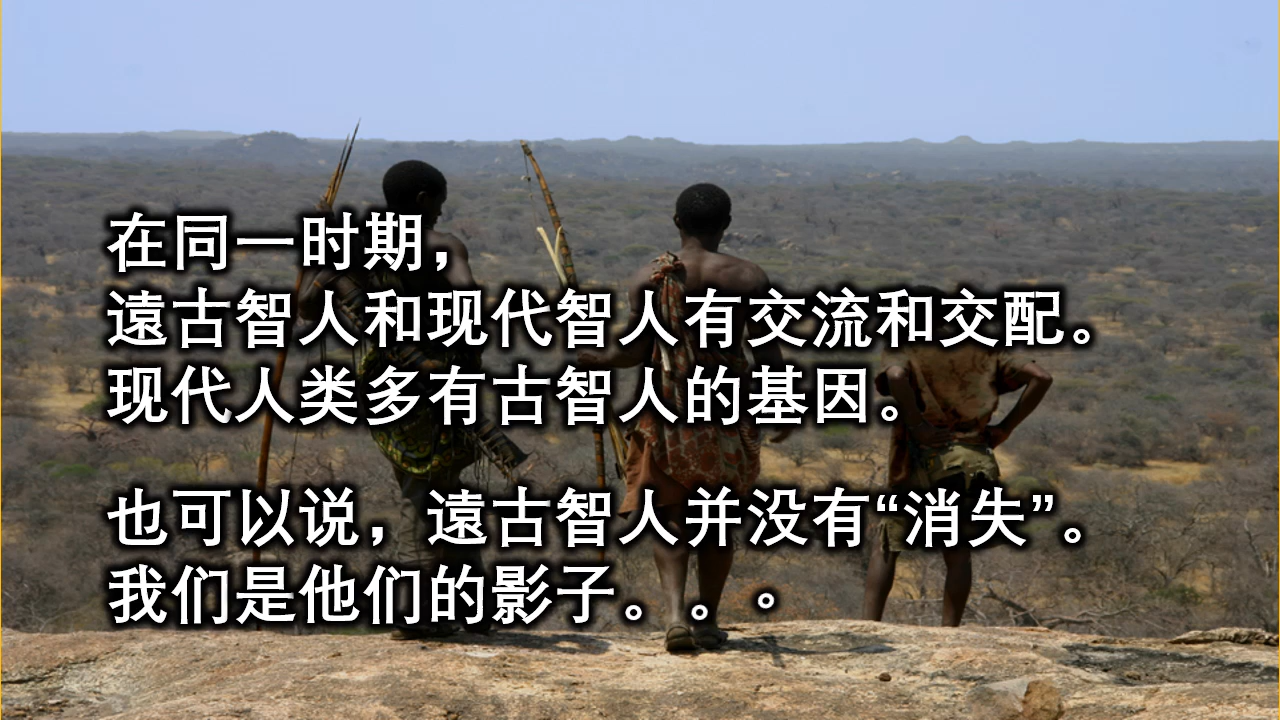 在同一时期，
遠古智人和现代智人有交流和交配。
现代人类多有古智人的基因。
也可以说，遠古智人并没有“消失”。
我们是他们的影子。。。